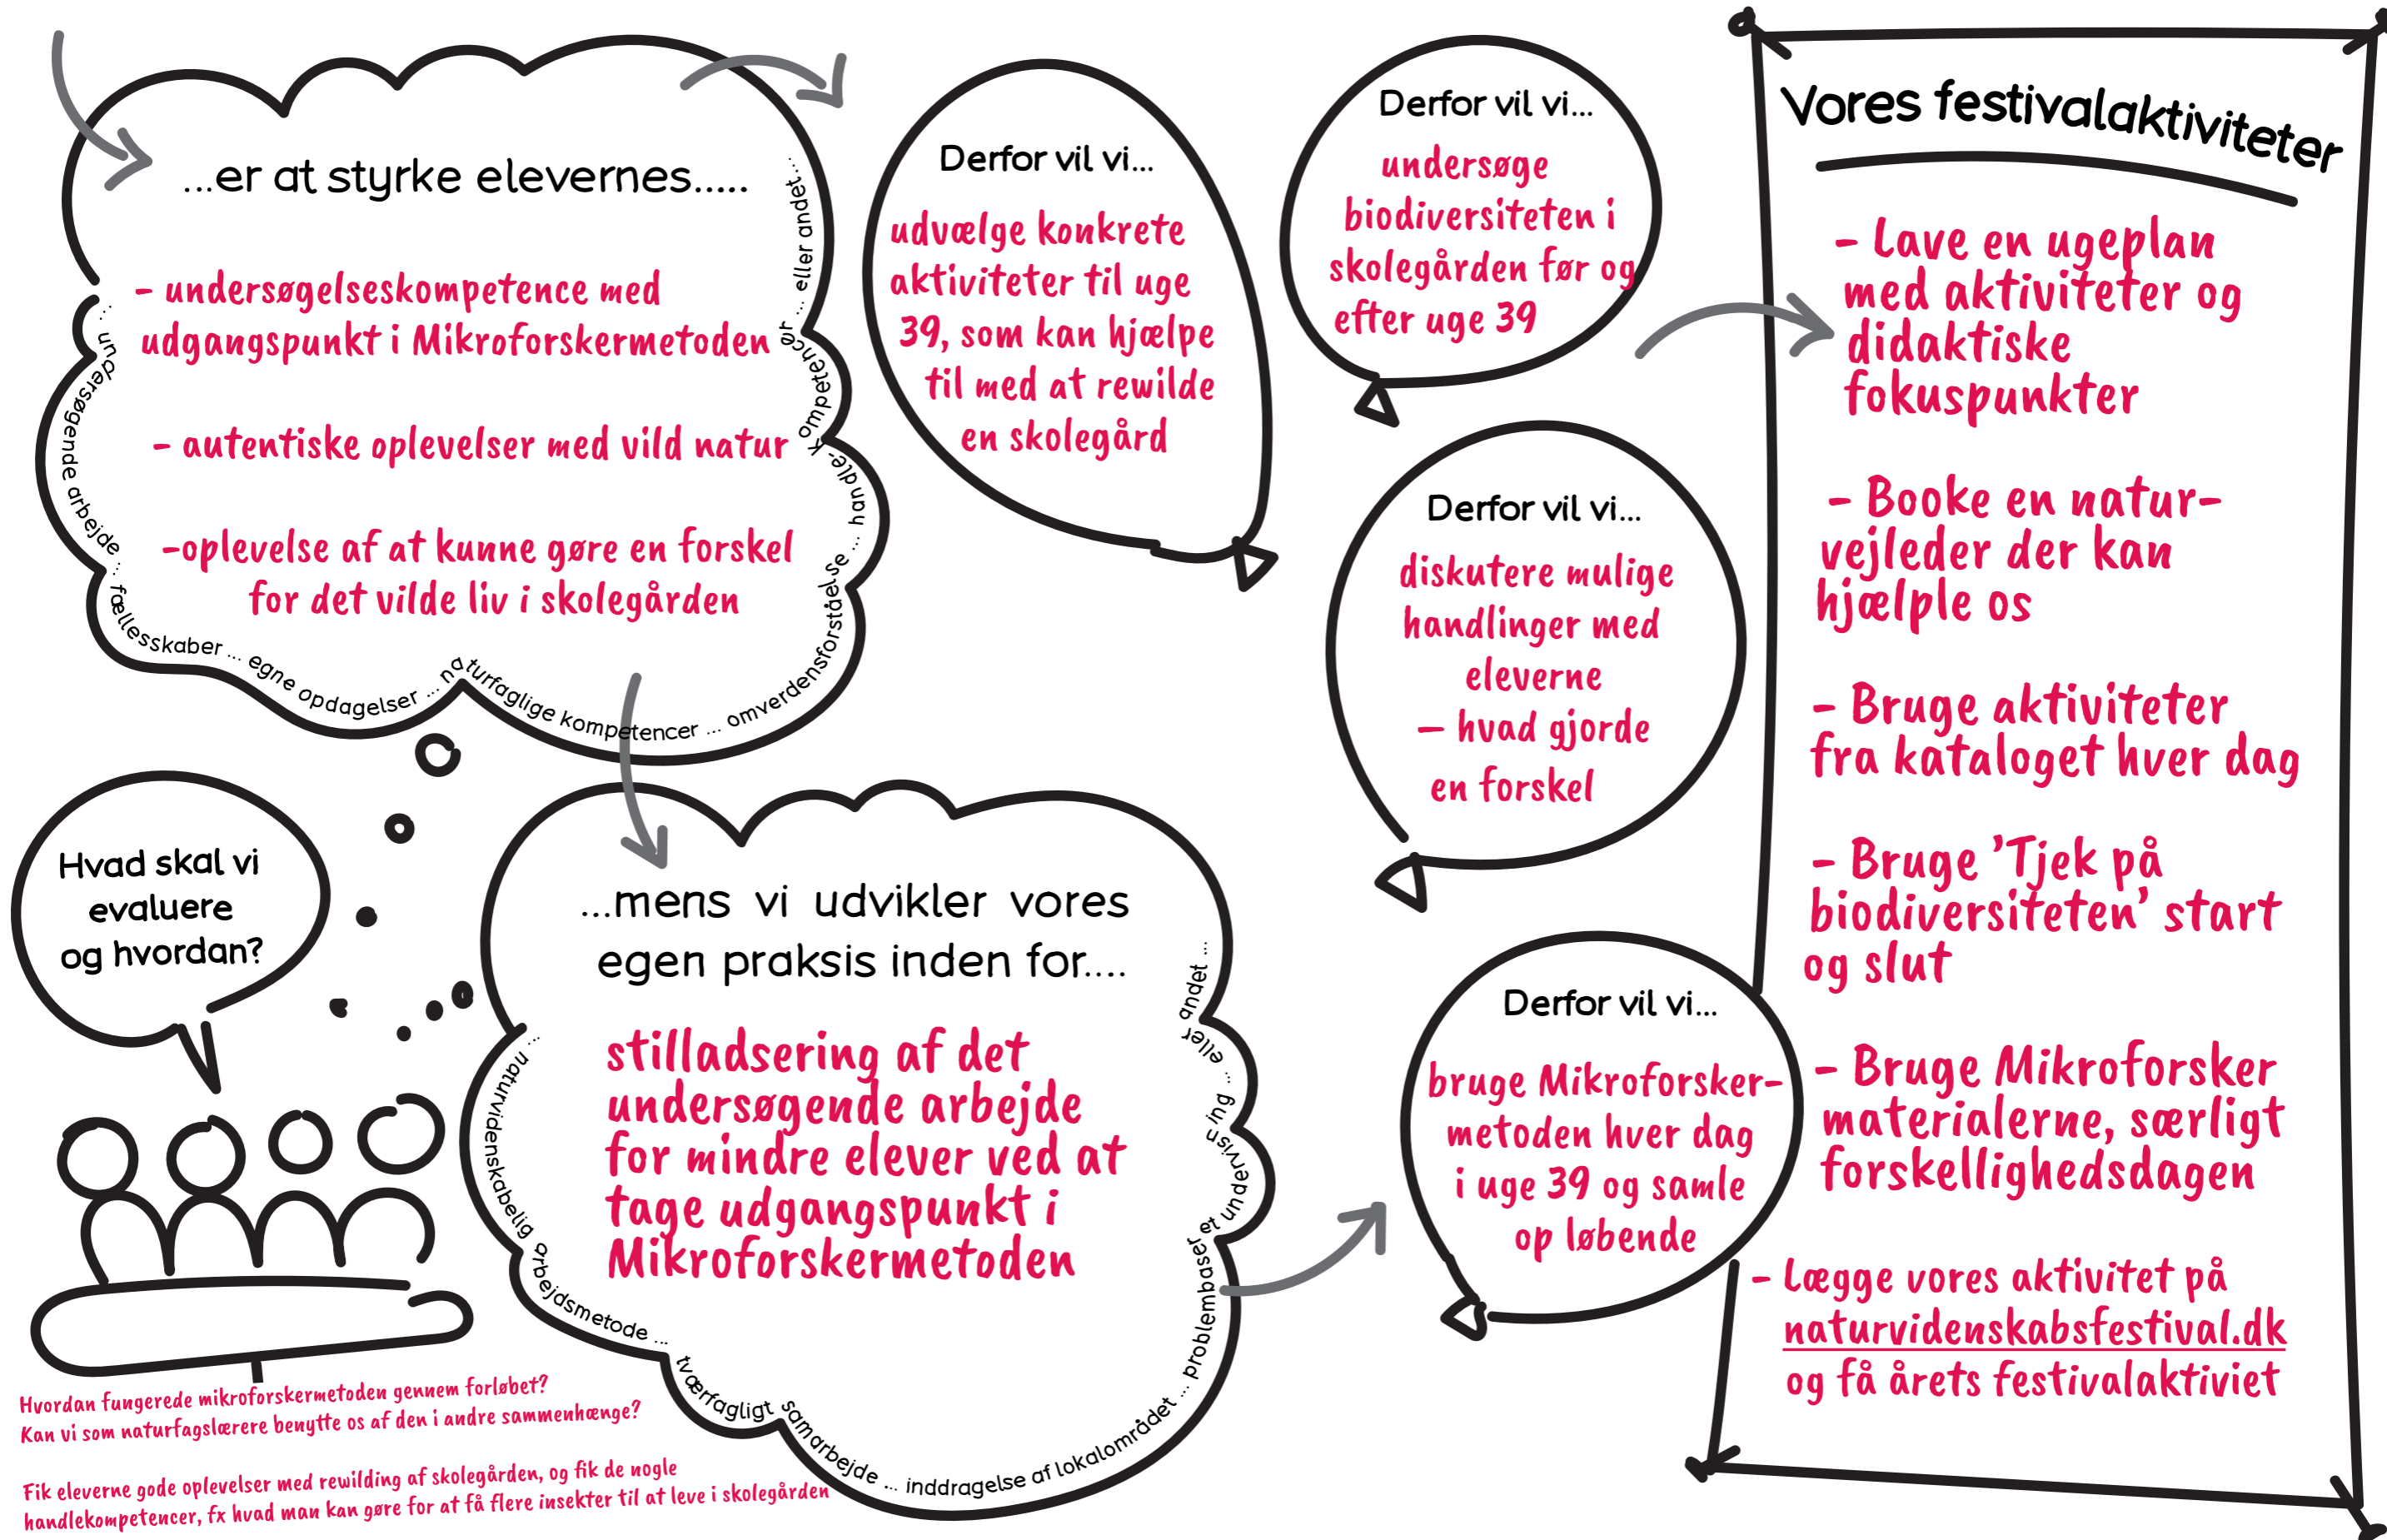 ...er at styrke elevernes.....
- undersøgelseskompetence med
udgangspunkt i Mikroforskermetoden
- autentiske oplevelser med vild natur
-oplevelse af at kunne gøre en forskel
for det vilde liv i skolegården
... undersøgende arbejde ... fællesskaber ... egne opdagelser ... naturfaglige kompetencer ... omverdensforståelse ... handle-kompetencer ... eller andet...
Derfor vil vi...
udvælge konkrete
aktiviteter til uge
39, som kan hjælpe
til med at rewilde
en skolegård
Derfor vil vi...
undersøge
biodiversiteten i
skolegården før og
efter uge 39
Derfor vil vi...
diskutere mulige
handlinger med
eleverne
– hvad gjorde
en forskel
Hvad skal vi
evaluere
og hvordan?
...mens vi udvikler vores
egen praksis inden for....
stilladsering af det
undersøgende arbejde
for mindre elever ved at
tage udgangspunkt i
Mikroforskermetoden
... naturvidenskabelig arbejdsmetode ... tværfagligt samarbejde ... inddragelse af lokalområdet ... problembaseret undervisning ... eller andet ...
Derfor vil vi...
bruge Mikroforsker-
metoden hver dag
i uge 39 og samle
op løbende
Hvordan fungerede mikroforskermetoden gennem forløbet?
Kan vi som naturfagslærere benytte os af den i andre sammenhænge?
Fik eleverne gode oplevelser med rewilding af skolegården, og fik de nogle
handlekompetencer, fx hvad man kan gøre for at få flere insekter til at leve i skolegården
Vores festivalaktiviteter
- Lave en ugeplan
med aktiviteter og
didaktiske
fokuspunkter
- Booke en natur-
vejleder der kan
hjælple os
- Bruge aktiviteter
fra kataloget hver dag
- Bruge ’Tjek på
biodiversiteten’ start
og slut
- Bruge Mikroforsker
materialerne, særligt
forskellighedsdagen
- Lægge vores aktivitet på
naturvidenskabsfestival.dk
og få årets festivalaktiviet